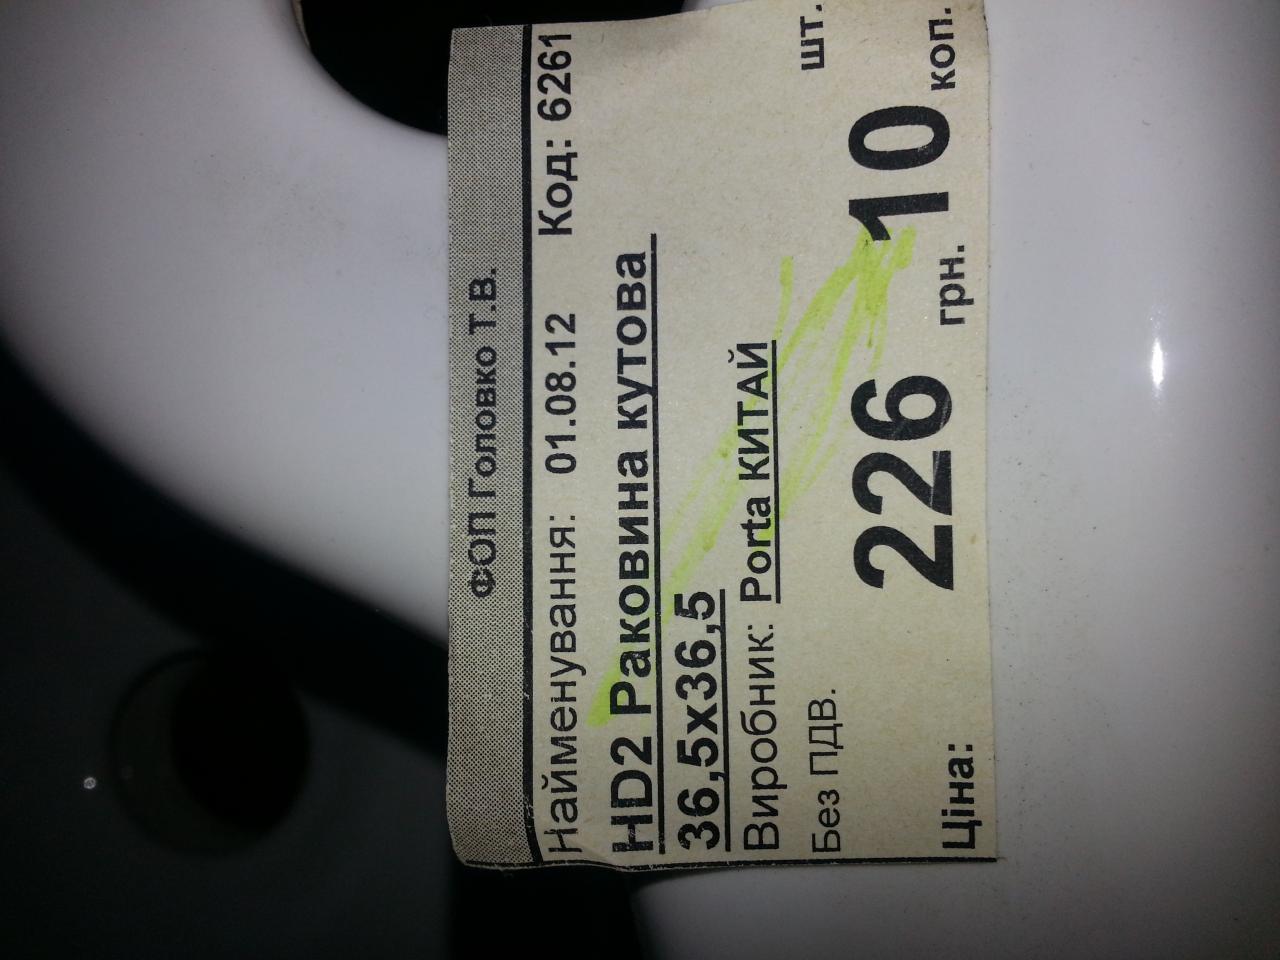 ФОП Головко Т.В.
Найменування: 01.08.12 Код: 6261
HD2 Раковина кутова
36,5х36,5
Виробник: Porta КИТАЙ
Без ПДВ. шт.
Ціна: 226 грн. 10 коп.